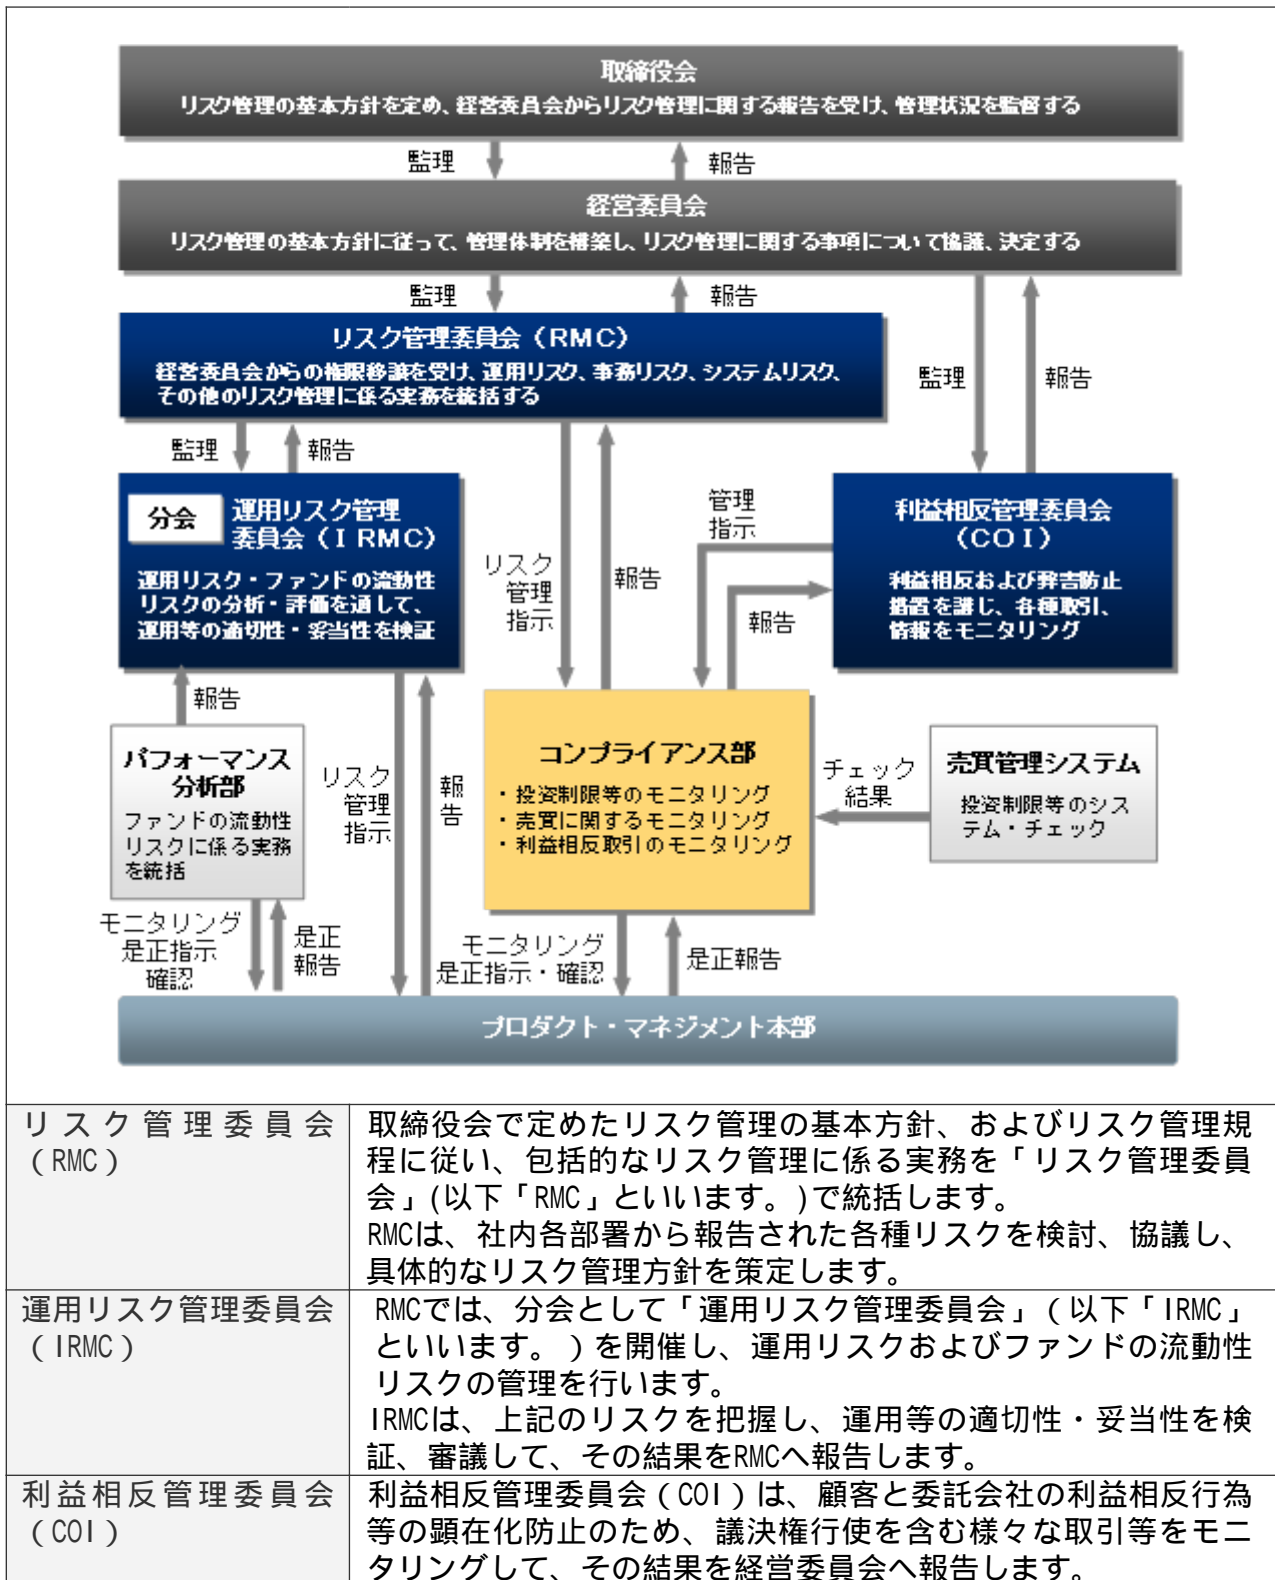 取締役会
リスク管理の基本方針を定め、経営委員会からリスク管理に関する報告を受け、管理状況を監督する
監理
報告
経営委員会
リスク管理の基本方針に従って、管理体制を構築し、リスク管理に関する事項について協議、決定する
監理
報告
監理
報告
リスク管理委員会（RMC）
経営委員会からの権限移譲を受け、運用リスク、事務リスク、システムリスク、
その他のリスク管理に係る実務を統括する
監理
報告
分会
運用リスク管理
委員会（IRMC）
運用リスク・ファンドの流動性
リスクの分析・評価を通して、
運用等の適切性・妥当性を検証
リスク
管理
指示
報告
管理
指示
報告
利益相反管理委員会
（COI）
利益相反および弊害防止
措置を講じ、各種取引、
情報をモニタリング
報告
パフォーマンス
分析部
ファンドの流動性
リスクに係る実務
を統括
リスク
管理
指示
報
告
コンプライアンス部
・投資制限等のモニタリング
・売買に関するモニタリング
・利益相反取引のモニタリング
チェック
結果
売買管理システム
投資制限等のシス
テム・チェック
モニタリング
是正指示
確認
是正
報告
モニタリング
是正指示・確認
是正報告
プロダクト・マネジメント本部
リスク管理委員会
（RMC）
取締役会で定めたリスク管理の基本方針、およびリスク管理規
程に従い、包括的なリスク管理に係る実務を「リスク管理委員
会」(以下「RMC」といいます。)で統括します。
RMCは、社内各部署から報告された各種リスクを検討、協議し、
具体的なリスク管理方針を策定します。
運用リスク管理委員会
（IRMC）
RMCでは、分会として「運用リスク管理委員会」（以下「IRMC」
といいます。）を開催し、運用リスクおよびファンドの流動性
リスクの管理を行います。
IRMCは、上記のリスクを把握し、運用等の適切性・妥当性を検
証、審議して、その結果をRMCへ報告します。
利益相反管理委員会
（COI）
利益相反管理委員会（COI）は、顧客と委託会社の利益相反行為
等の顕在化防止のため、議決権行使を含む様々な取引等をモニ
タリングして、その結果を経営委員会へ報告します。